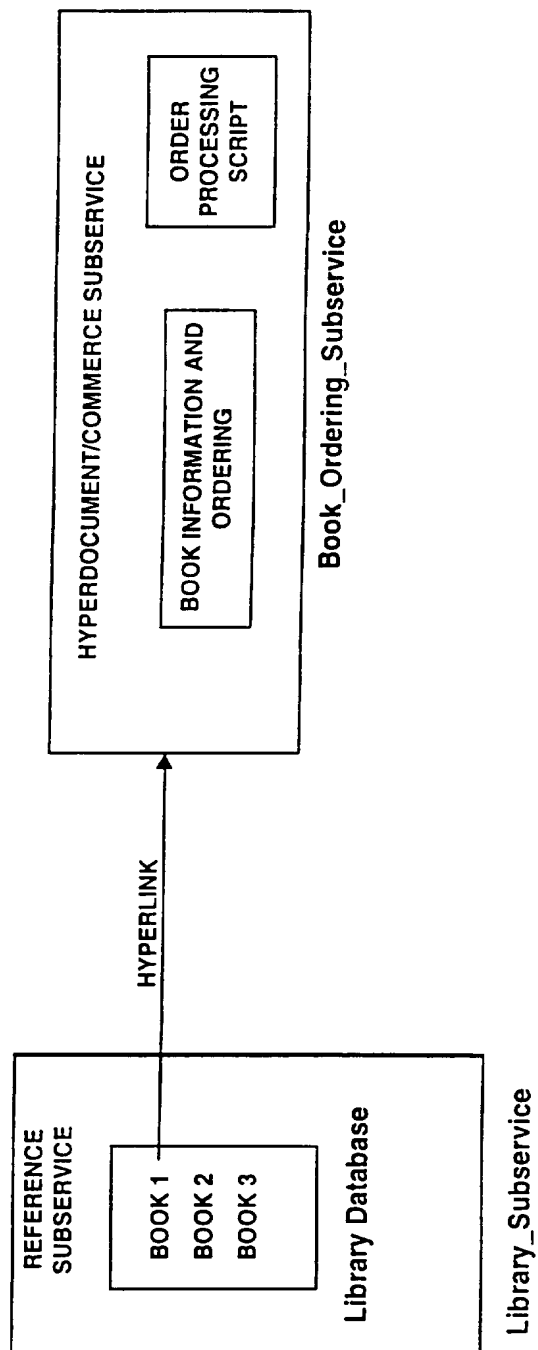 REFERENCE
SUBSERVICE
BOOK 1
BOOK 2
BOOK 3
Library Database
Library_Subservice
HYPERLINK
HYPERDOCUMENT/COMMERCE SUBSERVICE
BOOK INFORMATION AND
ORDERING
ORDER
PROCESSING
SCRIPT
Book_Ordering_Subservice